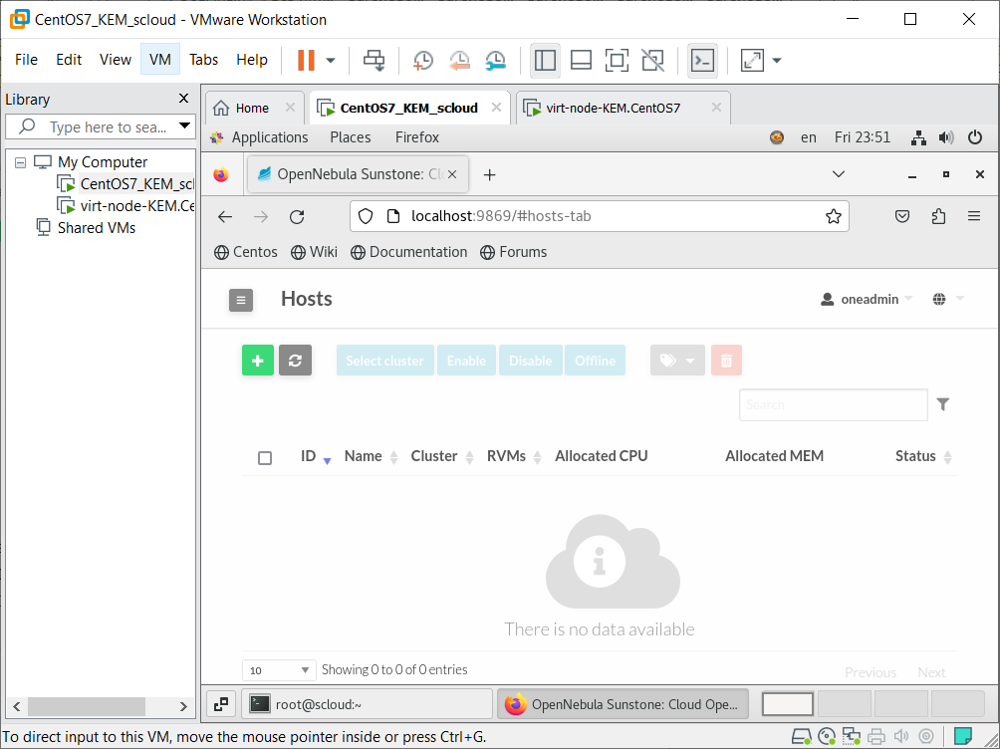 CentOS7_KEM_scloud - VMware Workstation
File Edit View VM Tabs Help
Library
Type here to sea...
My Computer
CentOS7_KEM_scl
virt-node-KEM.Ce
Shared VMs
Home CentOS7_KEM_scloud virt-node-KEM.CentOS7
Applications Places Firefox en Fri 23:51
OpenNebula Sunstone: Clo
localhost:9869/#hosts-tab
Centos Wiki Documentation Forums
Hosts oneadmin
Select cluster Enable Disable Offline
Search
ID Name Cluster RVMs Allocated CPU Allocated MEM Status
There is no data available
10 Showing 0 to 0 of 0 entries Previous Next
root@scloud:~ OpenNebula Sunstone: Cloud Ope...
To direct input to this VM, move the mouse pointer inside or press Ctrl+G.